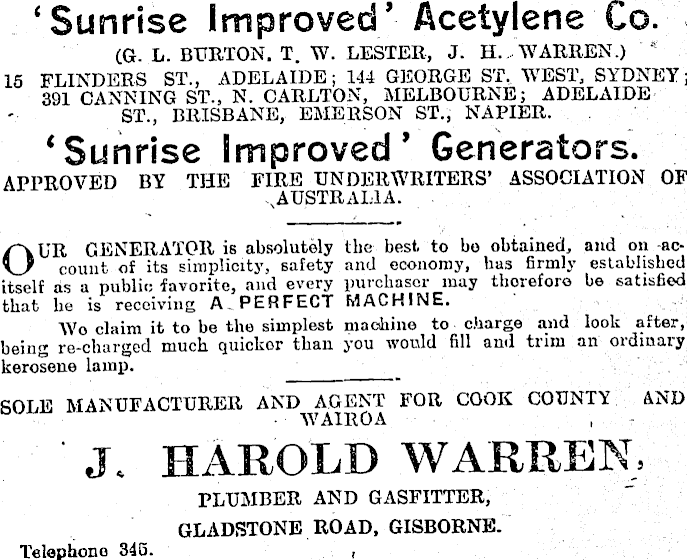 'Sunrise Improved' Acetylene Co.
(G. L. BURTON. T. W. LESTER, J. H. WARREN.)
15 FLINDERS ST., ADELAIDE; 144 GEORGE ST. WEST, SYDNEY;
391 CANNING ST., N. CARLTON, MELBOURNE; ADELAIDE
ST., BRISBANE, EMERSON ST., NAPIER.
'Sunrise Improved' Generators.
APPROVED BY THE FIRE UNDERWRITERS' ASSOCIATION OF
AUSTRALIA.
OUR GENERATOR is absolutely the best to be obtained, and on ac-
count of its simplicity, safety and economy, has firmly established
itself as a public favorite, and every purchaser may therefore be satisfied
that he is receiving A PERFECT MACHINE.
We claim it to be the simplest machine to charge and look after,
being re-charged much quicker than you would fill and trim an ordinary
kerosene lamp.
SOLE MANUFACTURER AND AGENT FOR COOK COUNTY AND
WAIROA
J. HAROLD WARREN,
PLUMBER AND GASFITTER,
GLADSTONE ROAD, GISBORNE.
Telephone 345.